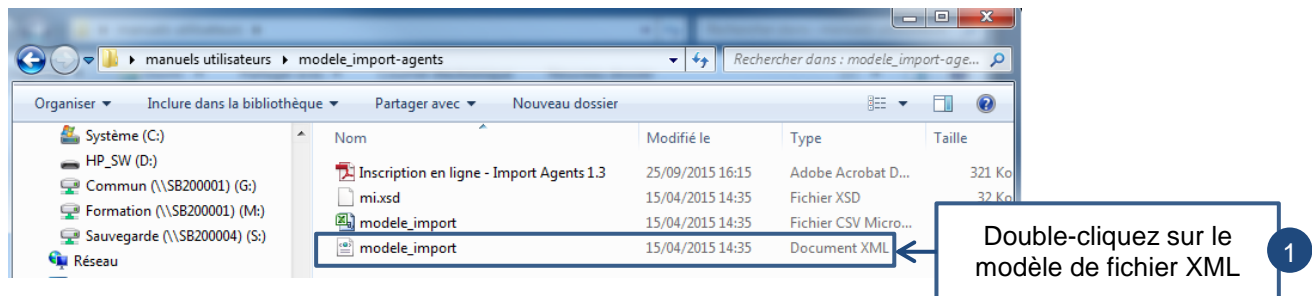 manuels utilisateurs ▸ modele_import-agents
Rechercher dans : modele_import-age...
Organiser Inclure dans la bibliothèque Partager avec Nouveau dossier
Système (C:)
HP_SW (D:)
Commun (\\SB200001) (G:)
Formation (\\SB200001) (M:)
Sauvegarde (\\SB200004) (S:)
Réseau
Nom Modifié le Type Taille
Inscription en ligne - Import Agents 1.3 25/09/2015 16:15 Adobe Acrobat D... 321 Ko
mi.xsd 15/04/2015 14:35 Fichier XSD 32 Ko
modele_import 15/04/2015 14:35 Fichier CSV Micro...
modele_import 15/04/2015 14:35 Document XML
Double-cliquez sur le
modèle de fichier XML
1